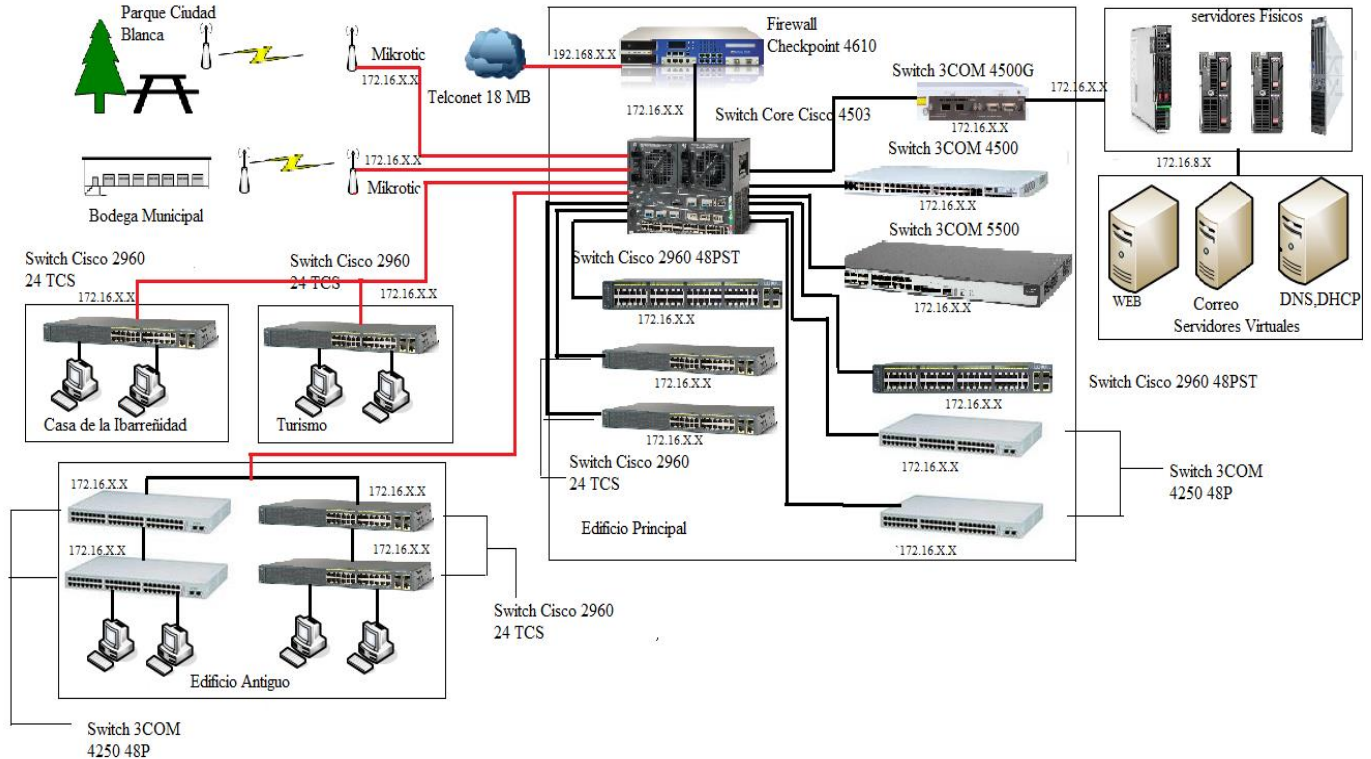 Parque Ciudad
Blanca
Mikrotic
172.16.X.X
Telconet 18 MB
192.168.X.X
Firewall
Checkpoint 4610
172.16.X.X
Switch Core Cisco 4503
Switch 3COM 4500G
172.16.X.X
172.16.X.X
servidores Fisicos
172.16.8.X
WEB
Correo
DNS,DHCP
Servidores Virtuales
Switch 3COM 4500
172.16.X.X
Switch 3COM 5500
172.16.X.X
172.16.X.X
Mikrotic
Bodega Municipal
Switch Cisco 2960
24 TCS
172.16.X.X
Casa de la Ibarreñidad
Switch Cisco 2960
24 TCS
172.16.X.X
Turismo
Switch Cisco 2960 48PST
172.16.X.X
172.16.X.X
172.16.X.X
Switch Cisco 2960
24 TCS
Edificio Principal
Switch Cisco 2960 48PST
172.16.X.X
172.16.X.X
172.16.X.X
Switch 3COM
4250 48P
172.16.X.X
172.16.X.X
172.16.X.X
172.16.X.X
Switch Cisco 2960
24 TCS
Edificio Antiguo
Switch 3COM
4250 48P